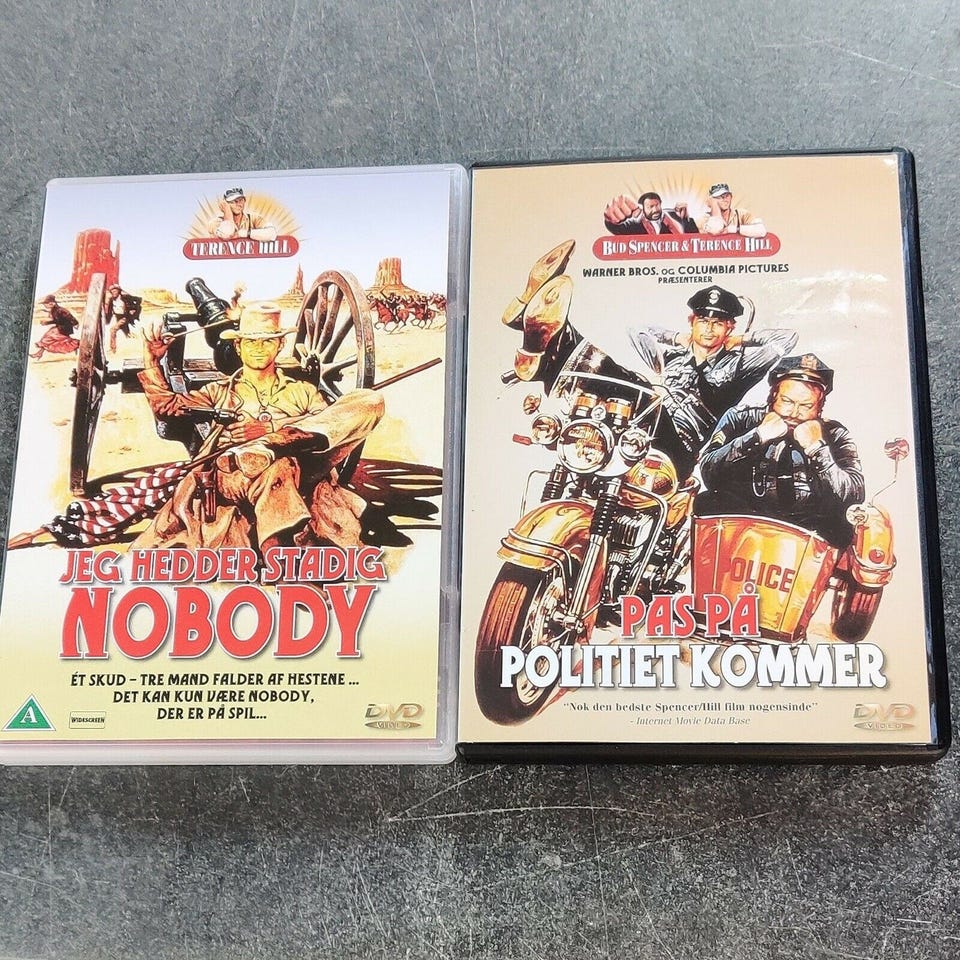 TERENCE HILL
JEG HEDDER STADIG
NOBODY
ÉT SKUD – TRE MAND FALDER AF HESTENE...
DET KAN KUN VÆRE NOBODY,
DER ER PÅ SPIL...
A
WIDESCREEN
DVD
VIDEO
BUD SPENCER & TERENCE HILL
WARNER BROS. OG COLUMBIA PICTURES
PRÆSENTERER
POLICE
PAS PÅ
POLITIET KOMMER
"Nok den bedste Spencer/Hill film nogensinde"
- Internet Movie Data Base
DVD
VIDEO